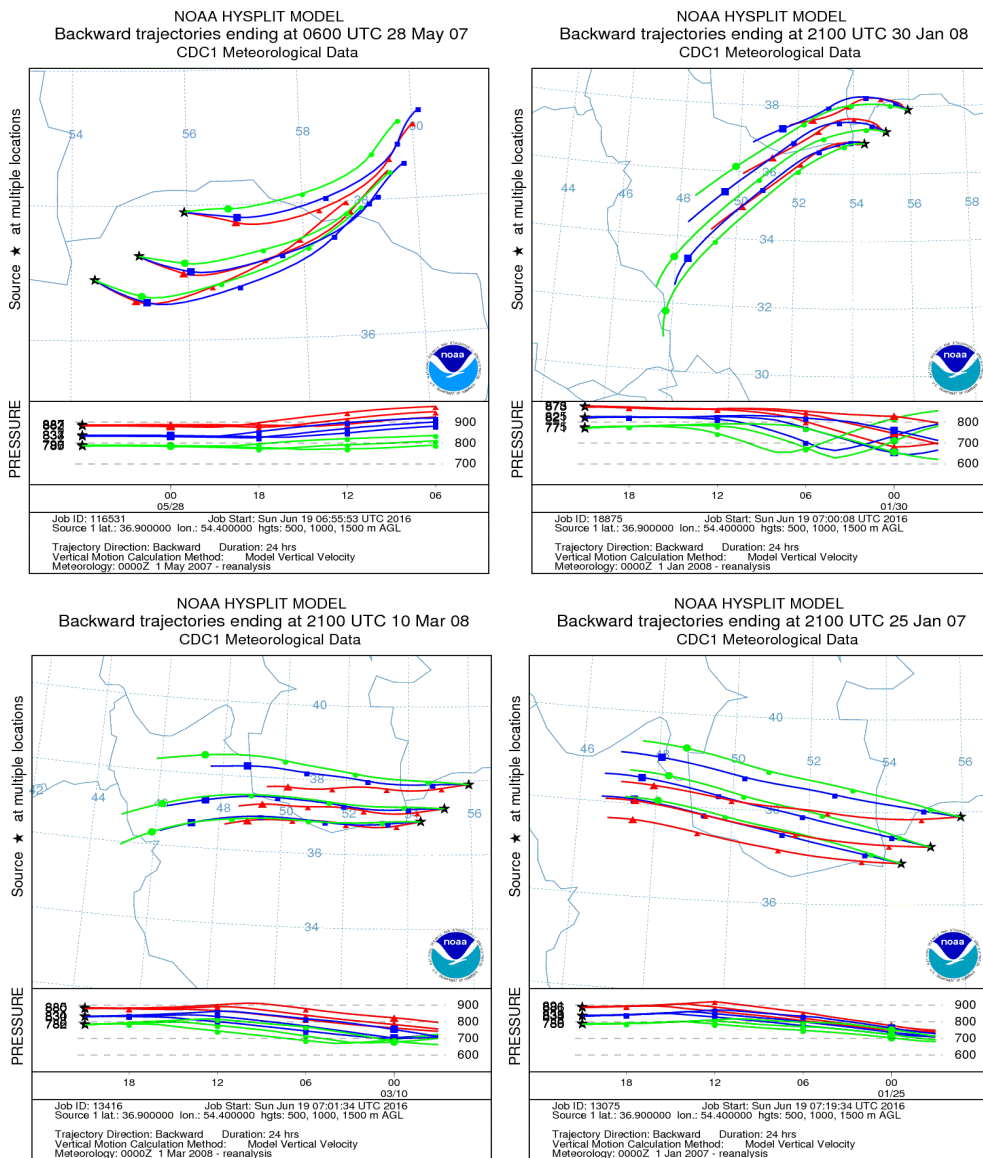 NOAA HYSPLIT MODEL
Backward trajectories ending at 0600 UTC 28 May 07
CDC1 Meteorological Data
Source ★ at multiple locations
54
56
58
60
36
noaa
PRESSURE
900
800
700
00
18
12
06
05/28
Job ID: 116531 Job Start: Sun Jun 19 06:55:53 UTC 2016
Source 1 lat.: 36.900000 lon.: 54.400000 hgts: 500, 1000, 1500 m AGL
Trajectory Direction: Backward Duration: 24 hrs
Vertical Motion Calculation Method: Model Vertical Velocity
Meteorology: 0000Z 1 May 2007 - reanalysis
NOAA HYSPLIT MODEL
Backward trajectories ending at 2100 UTC 30 Jan 08
CDC1 Meteorological Data
Source ★ at multiple locations
38
36
44
46
48
50
52
54
56
58
34
32
30
noaa
PRESSURE
800
700
600
18
12
06
00
01/30
Job ID: 18875 Job Start: Sun Jun 19 07:00:08 UTC 2016
Source 1 lat.: 36.900000 lon.: 54.400000 hgts: 500, 1000, 1500 m AGL
Trajectory Direction: Backward Duration: 24 hrs
Vertical Motion Calculation Method: Model Vertical Velocity
Meteorology: 0000Z 1 Jan 2008 - reanalysis
NOAA HYSPLIT MODEL
Backward trajectories ending at 2100 UTC 10 Mar 08
CDC1 Meteorological Data
Source ★ at multiple locations
40
38
42
44
46
48
50
52
54
56
36
34
noaa
PRESSURE
900
800
700
600
18
12
06
00
03/10
Job ID: 13416 Job Start: Sun Jun 19 07:01:34 UTC 2016
Source 1 lat.: 36.900000 lon.: 54.400000 hgts: 500, 1000, 1500 m AGL
Trajectory Direction: Backward Duration: 24 hrs
Vertical Motion Calculation Method: Model Vertical Velocity
Meteorology: 0000Z 1 Mar 2008 - reanalysis
NOAA HYSPLIT MODEL
Backward trajectories ending at 2100 UTC 25 Jan 07
CDC1 Meteorological Data
Source ★ at multiple locations
40
46
48
50
52
54
56
38
36
noaa
PRESSURE
900
800
700
600
18
12
06
00
01/25
Job ID: 13075 Job Start: Sun Jun 19 07:19:34 UTC 2016
Source 1 lat.: 36.900000 lon.: 54.400000 hgts: 500, 1000, 1500 m AGL
Trajectory Direction: Backward Duration: 24 hrs
Vertical Motion Calculation Method: Model Vertical Velocity
Meteorology: 0000Z 1 Jan 2007 - reanalysis